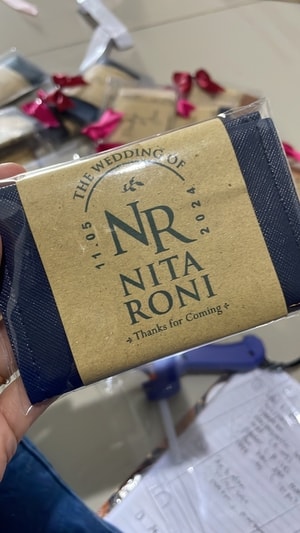 THE WEDDING OF
NR
11.05
2024
NITA
RONI
Thanks for Coming